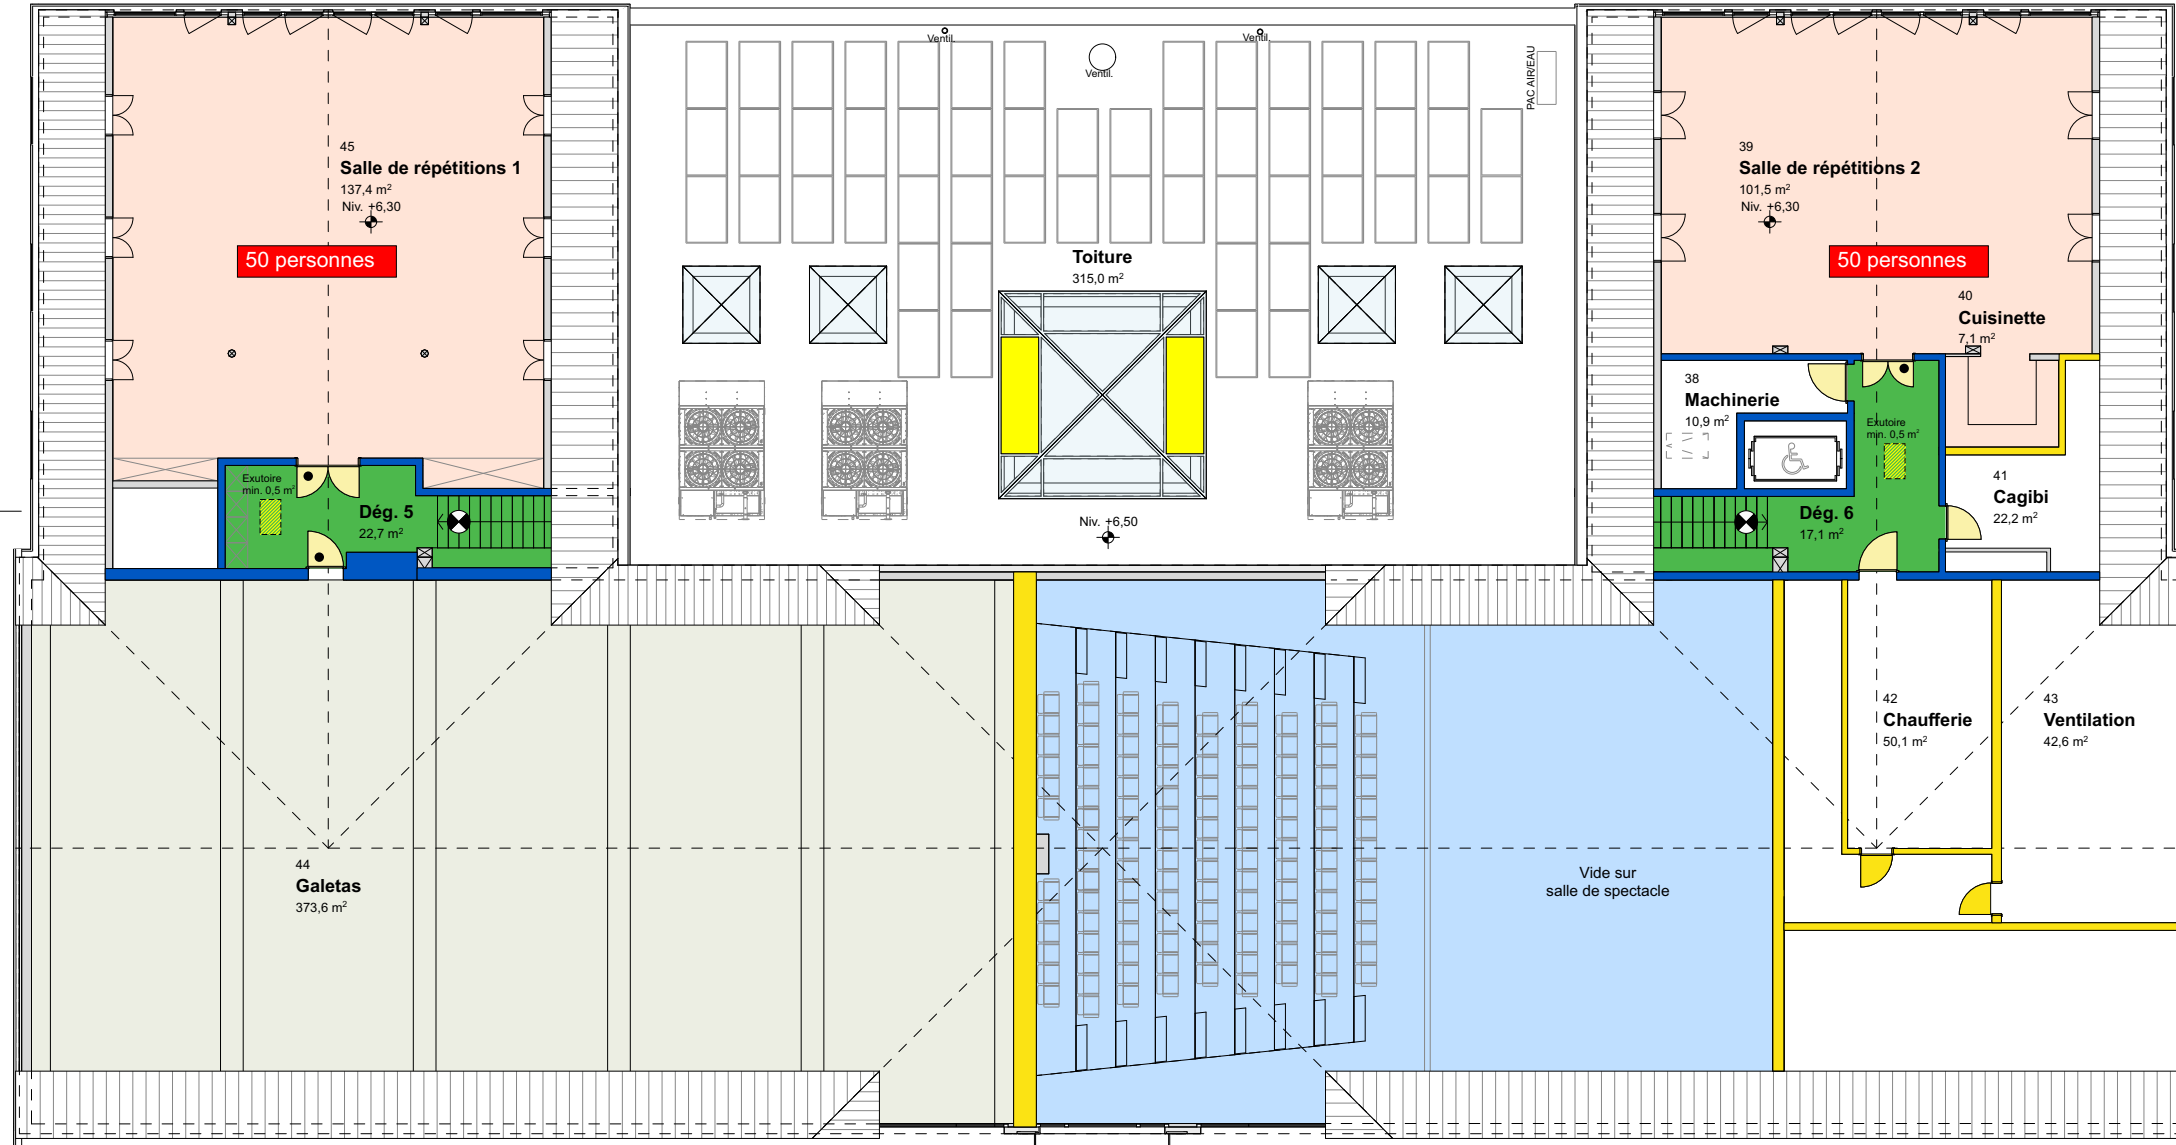 45
Salle de répétitions 1
137,4 m²
Niv. +6,30
50 personnes
Exutoire
min. 0,5 m²
Dég. 5
22,7 m²
Ventil.
Ventil.
Ventil.
PAC AIR/EAU
Toiture
315,0 m²
Niv. +6,50
39
Salle de répétitions 2
101,5 m²
Niv. +6,30
50 personnes
40
Cuisinette
7,1 m²
38
Machinerie
10,9 m²
Exutoire
min. 0,5 m²
41
Cagibi
22,2 m²
Dég. 6
17,1 m²
44
Galetas
373,6 m²
Vide sur
salle de spectacle
42
Chaufferie
50,1 m²
43
Ventilation
42,6 m²